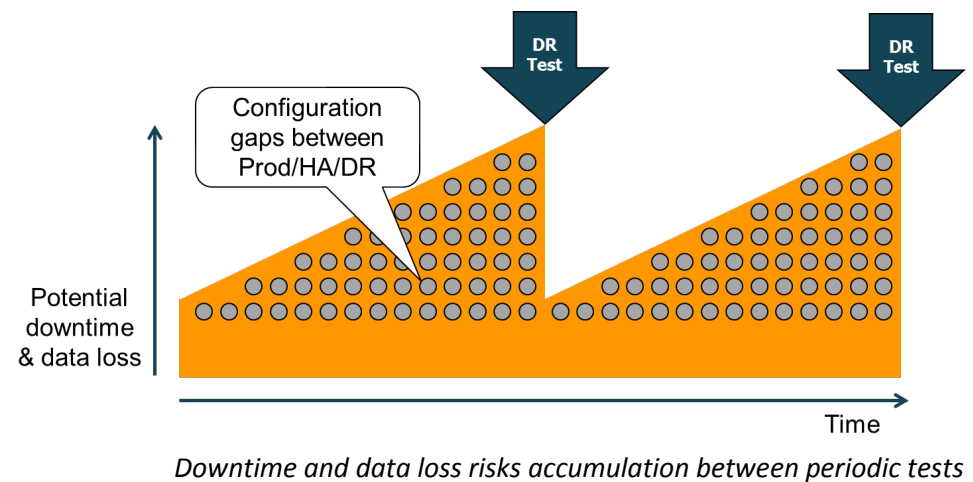 DR
Test
DR
Test
Configuration
gaps between
Prod/HA/DR
Potential
downtime
& data loss
Time
Downtime and data loss risks accumulation between periodic tests